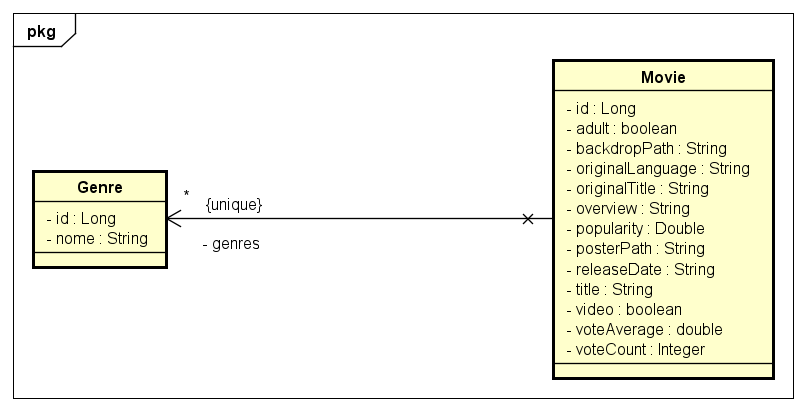 pkg
Genre
- id : Long
- nome : String
*
{unique}
- genres
Movie
- id : Long
- adult : boolean
- backdropPath : String
- originalLanguage : String
- originalTitle : String
- overview : String
- popularity : Double
- posterPath : String
- releaseDate : String
- title : String
- video : boolean
- voteAverage : double
- voteCount : Integer